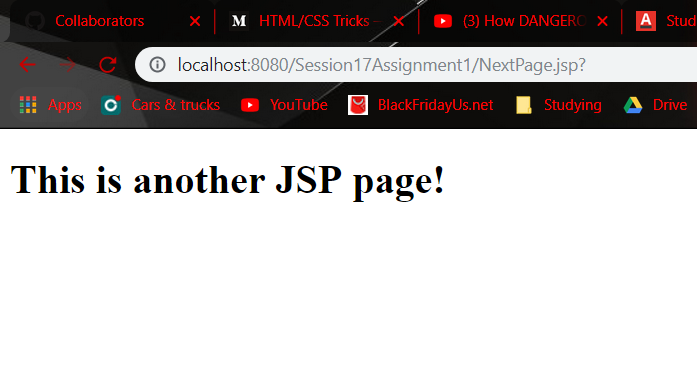 Collaborators
M HTML/CSS Tricks –
(3) How DANGERO
A Stud
localhost:8080/Session17Assignment1/NextPage.jsp?
Apps Cars & trucks YouTube BlackFridayUs.net Studying Drive
This is another JSP page!